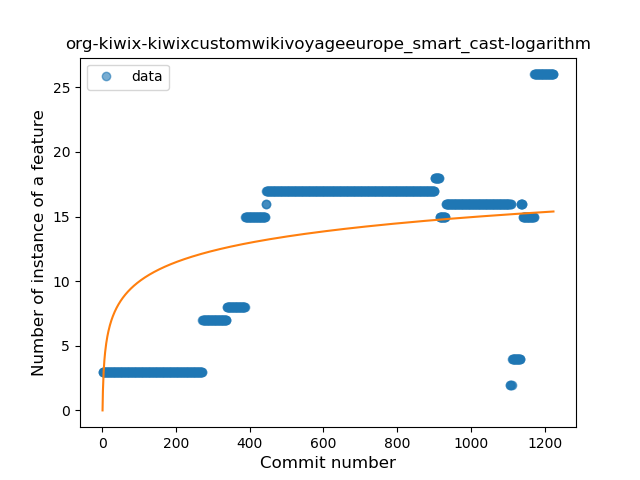 org-kiwix-kiwixcustomwikivoyageeurope_smart_cast-logarithm
data
Number of instance of a feature
25
20
15
10
5
0
0 200 400 600 800 1000 1200
Commit number